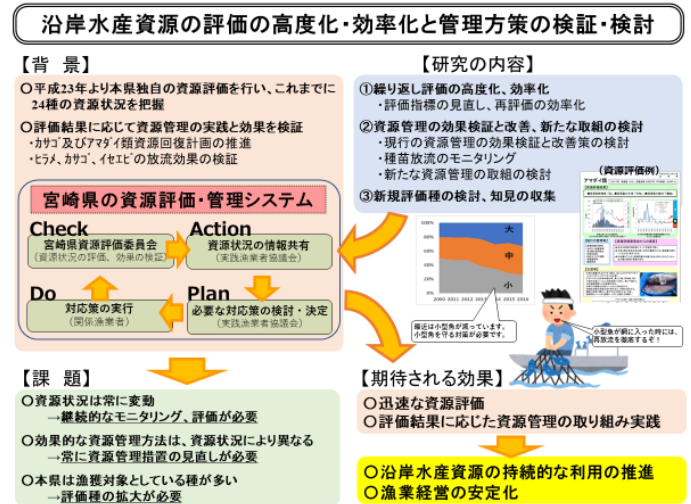 沿岸水産資源の評価の高度化・効率化と管理方策の検証・検討
【背 景】
○平成23年より本県独自の資源評価を行い、これまでに
24種の資源状況を把握
○評価結果に応じて資源管理の実践と効果を検証
・カサゴ及びアマダイ類資源回復計画の推進
・ヒラメ、カサゴ、イセエビの放流効果の検証
宮崎県の資源評価・管理システム
Check
宮崎県資源評価委員会
(資源状況の評価、効果の検証)
Action
資源状況の情報共有
(実践漁業者協議会)
Do
対応策の実行
(関係漁業者)
Plan
必要な対応策の検討・決定
(実践漁業者協議会)
【研究の内容】
①繰り返し評価の高度化、効率化
・評価指標の見直し、再評価の効率化
②資源管理の効果検証と改善、新たな取組の検討
・現行の資源管理の効果検証と改善策の検討
・種苗放流のモニタリング
・新たな資源管理の取組の検討
③新規評価種の検討、知見の収集
(資源評価例)
アマダイ類
100%
80%
60%
40%
20%
0%
大
中
小
2000 2011 2012 2013 2014 2015 2016
最近は小型魚が減っています。
小型魚を守る対策が必要です。
小型魚が網に入った時には、
再放流を徹底するぞ!
【課 題】
○資源状況は常に変動
→継続的なモニタリング、評価が必要
○効果的な資源管理方法は、資源状況により異なる
→常に資源管理措置の見直しが必要
○本県は漁獲対象としている種が多い
→評価種の拡大が必要
【期待される効果】
○迅速な資源評価
○評価結果に応じた資源管理の取り組み実践
○沿岸水産資源の持続的な利用の推進
○漁業経営の安定化